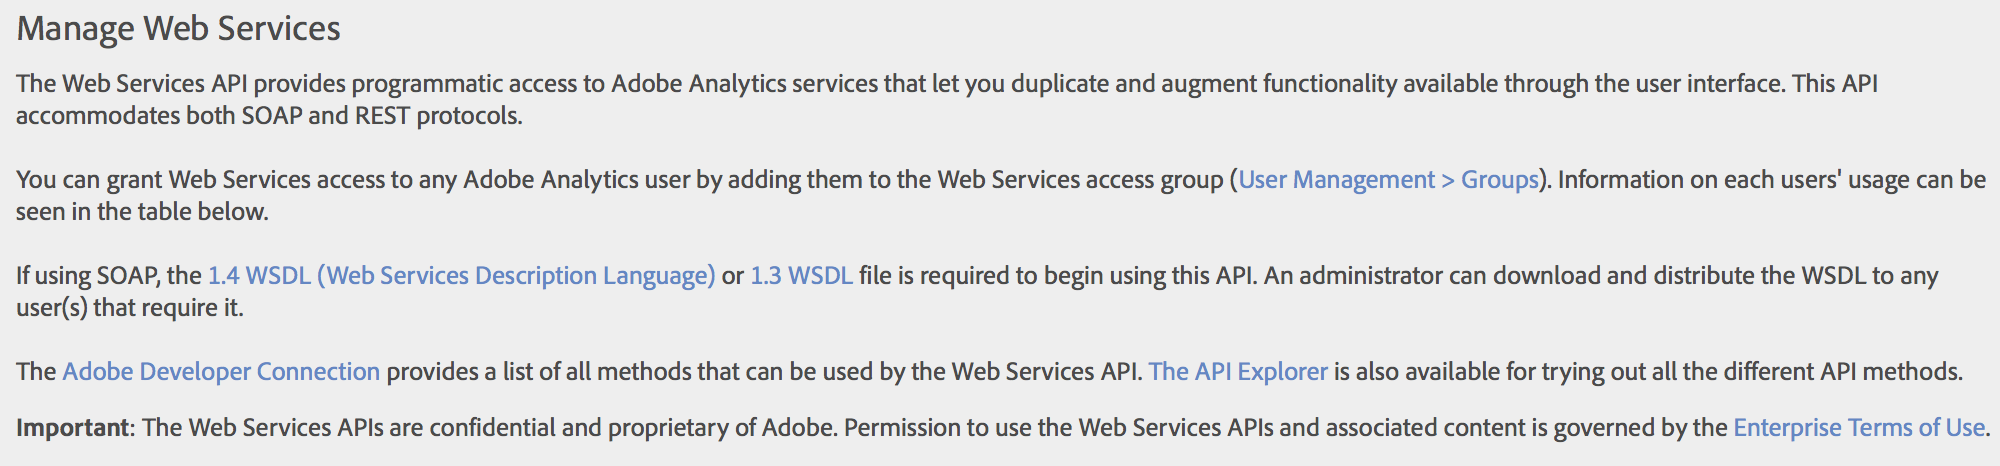 Manage Web Services
The Web Services API provides programmatic access to Adobe Analytics services that let you duplicate and augment functionality available through the user interface. This API
accommodates both SOAP and REST protocols.
You can grant Web Services access to any Adobe Analytics user by adding them to the Web Services access group (User Management > Groups). Information on each users' usage can be
seen in the table below.
If using SOAP, the 1.4 WSDL (Web Services Description Language) or 1.3 WSDL file is required to begin using this API. An administrator can download and distribute the WSDL to any
user(s) that require it.
The Adobe Developer Connection provides a list of all methods that can be used by the Web Services API. The API Explorer is also available for trying out all the different API methods.
Important: The Web Services APIs are confidential and proprietary of Adobe. Permission to use the Web Services APIs and associated content is governed by the Enterprise Terms of Use.